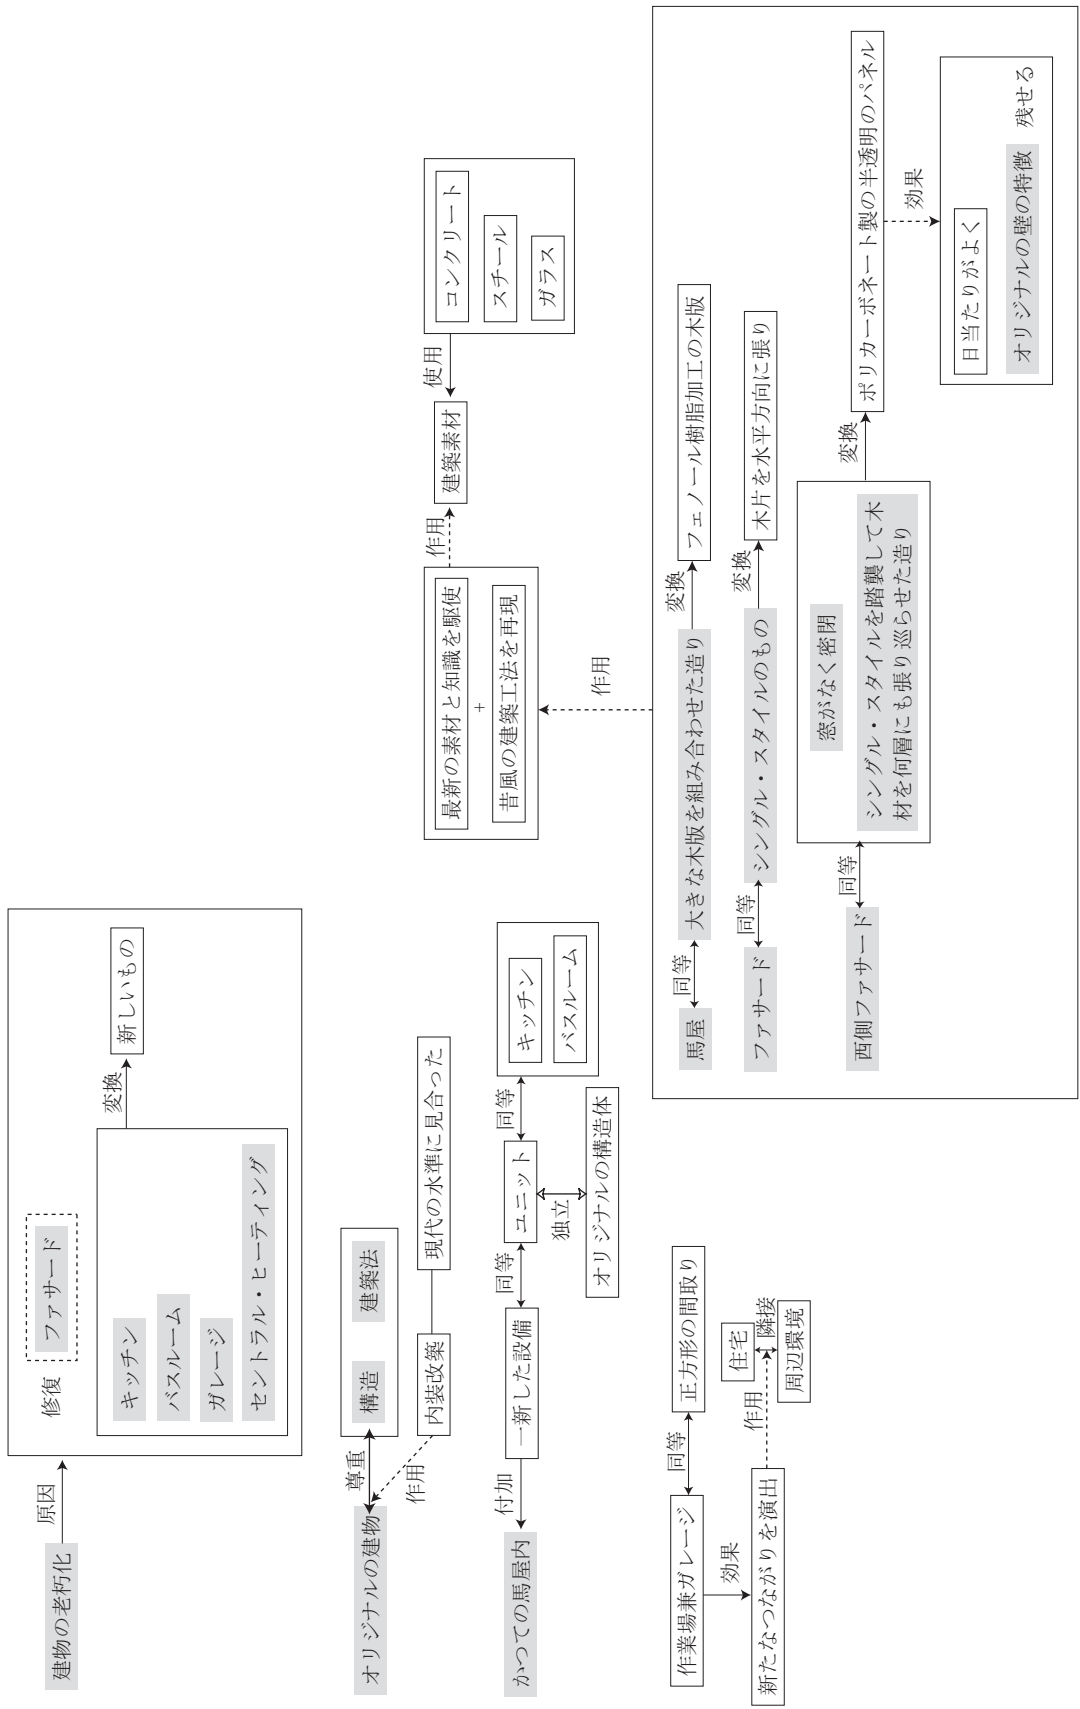 建物の老朽化
原因
修復
ファサード
キッチン
バスルーム
ガレージ
セントラル・ヒーティング
変換
新しいもの
オリジナルの建物
尊重
構造
建築法
作用
内装改築
現代の水準に見合った
かつての馬屋内
付加
一新した設備
同等
ユニット
同等
キッチン
バスルーム
独立
オリジナルの構造体
作業場兼ガレージ
同等
正方形の間取り
効果
新たなつながりを演出
作用
住宅
隣接
周辺環境
最新の素材と知識を駆使
+
昔風の建築工法を再現
作用
建築素材
使用
コンクリート
スチール
ガラス
作用
馬屋
同等
大きな木版を組み合わせた造り
変換
フェノール樹脂加工の木版
ファサード
同等
シングル・スタイルのもの
変換
木片を水平方向に張り
西側ファサード
同等
窓がなく密閉
シングル・スタイルを踏襲して木
材を何層にも張り巡らせた造り
変換
ポリカーボネート製の半透明のパネル
効果
日当たりがよく
オリジナルの壁の特徴 残せる